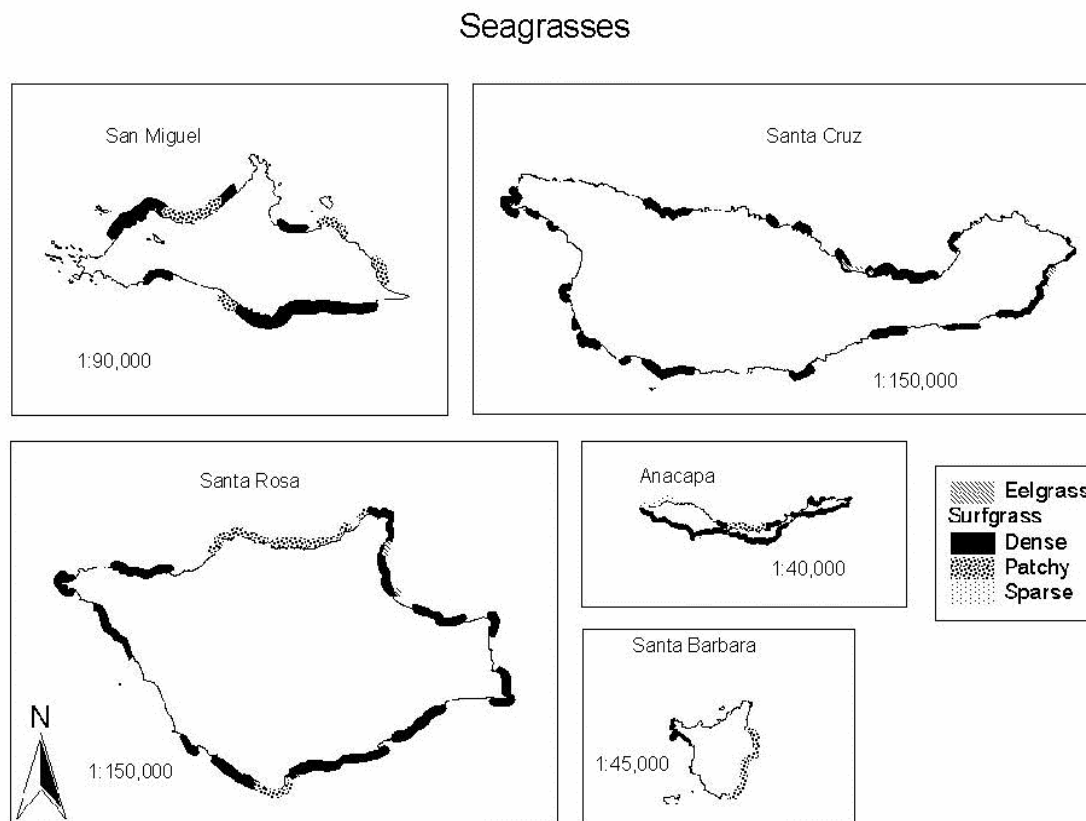 Seagrasses
San Miguel
1:90,000
Santa Cruz
1:150,000
Santa Rosa
1:150,000
N
Anacapa
1:40,000
Santa Barbara
1:45,000
Eelgrass
Surfgrass
Dense
Patchy
Sparse